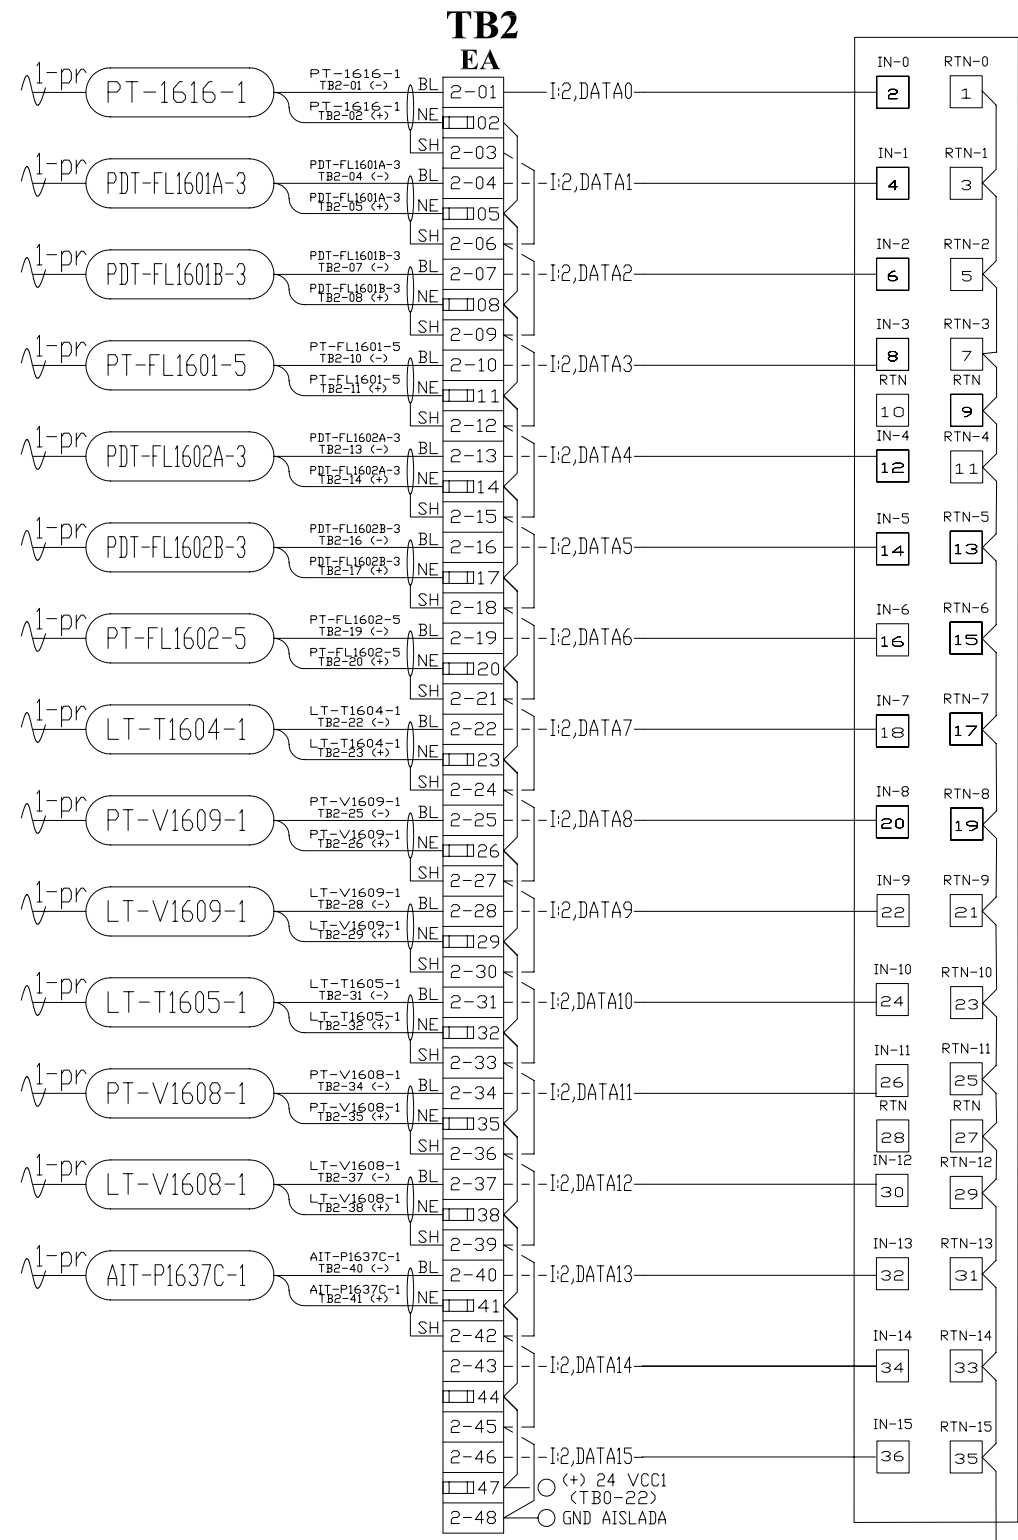 TB2
EA
IN-0 RTN-0
1-pr PT-1616-1 PT-1616-1 TB2-01 (-) BL 2-01 I:2,DATA0 2 1
PT-1616-1 TB2-02 (+) NE 02
SH 2-03
IN-1 RTN-1
1-pr PDT-FL1601A-3 PDT-FL1601A-3 TB2-04 (-) BL 2-04 I:2,DATA1 4 3
PDT-FL1601A-3 TB2-05 (+) NE 05
SH 2-06
IN-2 RTN-2
1-pr PDT-FL1601B-3 PDT-FL1601B-3 TB2-07 (-) BL 2-07 I:2,DATA2 6 5
PDT-FL1601B-3 TB2-08 (+) NE 08
SH 2-09
IN-3 RTN-3
1-pr PT-FL1601-5 PT-FL1601-5 TB2-10 (-) BL 2-10 I:2,DATA3 8 7
RTN RTN
PT-FL1601-5 TB2-11 (+) NE 11 10 9
SH 2-12
IN-4 RTN-4
1-pr PDT-FL1602A-3 PDT-FL1602A-3 TB2-13 (-) BL 2-13 I:2,DATA4 12 11
PDT-FL1602A-3 TB2-14 (+) NE 14
SH 2-15
IN-5 RTN-5
1-pr PDT-FL1602B-3 PDT-FL1602B-3 TB2-16 (-) BL 2-16 I:2,DATA5 14 13
PDT-FL1602B-3 TB2-17 (+) NE 17
SH 2-18
IN-6 RTN-6
1-pr PT-FL1602-5 PT-FL1602-5 TB2-19 (-) BL 2-19 I:2,DATA6 16 15
PT-FL1602-5 TB2-20 (+) NE 20
SH 2-21
IN-7 RTN-7
1-pr LT-T1604-1 LT-T1604-1 TB2-22 (-) BL 2-22 I:2,DATA7 18 17
LT-T1604-1 TB2-23 (+) NE 23
SH 2-24
IN-8 RTN-8
1-pr PT-V1609-1 PT-V1609-1 TB2-25 (-) BL 2-25 I:2,DATA8 20 19
PT-V1609-1 TB2-26 (+) NE 26
SH 2-27
IN-9 RTN-9
1-pr LT-V1609-1 LT-V1609-1 TB2-28 (-) BL 2-28 I:2,DATA9 22 21
LT-V1609-1 TB2-29 (+) NE 29
SH 2-30
IN-10 RTN-10
1-pr LT-T1605-1 LT-T1605-1 TB2-31 (-) BL 2-31 I:2,DATA10 24 23
LT-T1605-1 TB2-32 (+) NE 32
SH 2-33
IN-11 RTN-11
1-pr PT-V1608-1 PT-V1608-1 TB2-34 (-) BL 2-34 I:2,DATA11 26 25
RTN RTN
PT-V1608-1 TB2-35 (+) NE 35 28 27
SH 2-36
IN-12 RTN-12
1-pr LT-V1608-1 LT-V1608-1 TB2-37 (-) BL 2-37 I:2,DATA12 30 29
LT-V1608-1 TB2-38 (+) NE 38
SH 2-39
IN-13 RTN-13
1-pr AIT-P1637C-1 AIT-P1637C-1 TB2-40 (-) BL 2-40 I:2,DATA13 32 31
AIT-P1637C-1 TB2-41 (+) NE 41
SH 2-42
IN-14 RTN-14
2-43 I:2,DATA14 34 33
44
2-45
IN-15 RTN-15
2-46 I:2,DATA15 36 35
47 (+) 24 VCC1
(TB0-22)
2-48 GND AISLADA